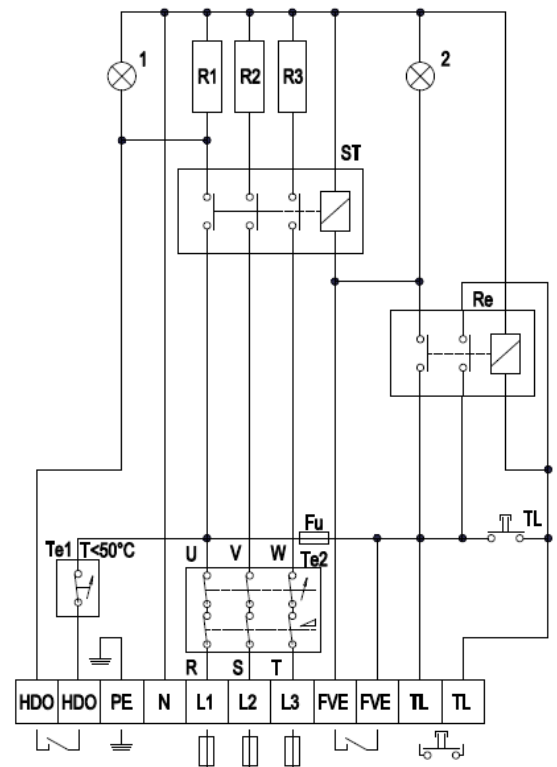 1
2
R1 R2 R3
ST
Re
Fu
TL
Te1 T<50°C
U V W Te2
R S T
HDO HDO PE N L1 L2 L3 FVE FVE TL TL